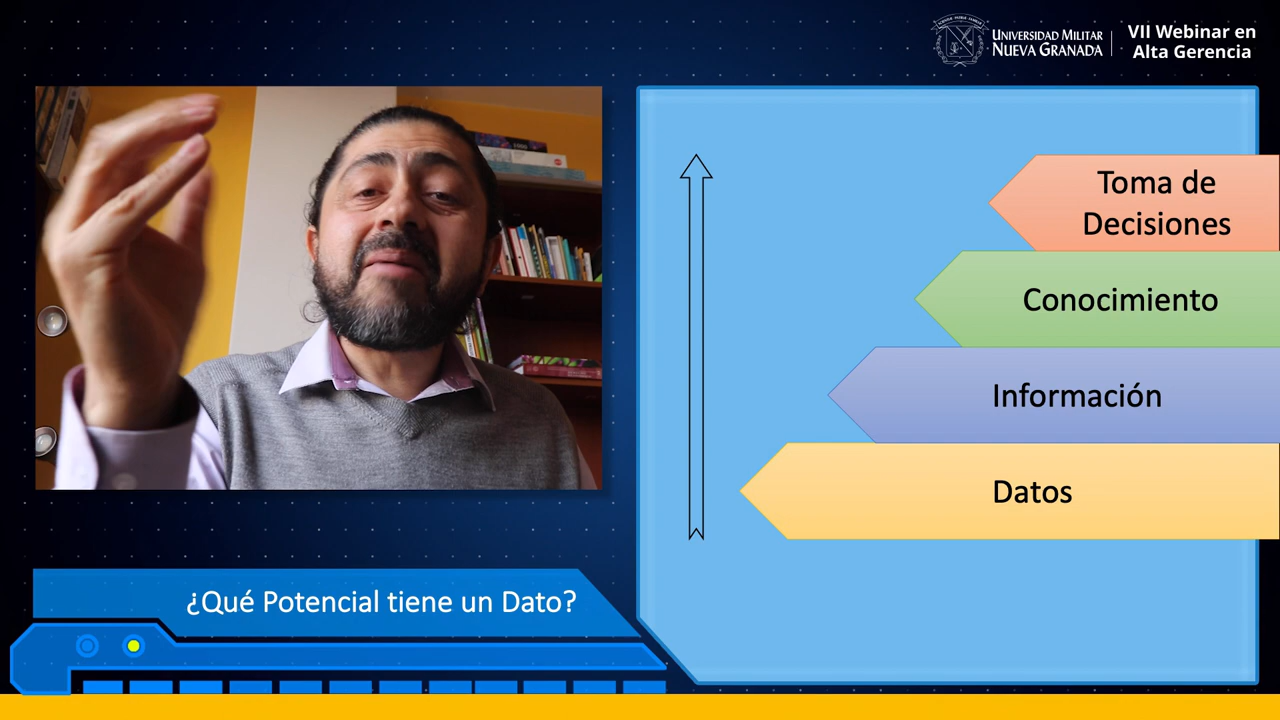 UNIVERSIDAD MILITAR
NUEVA GRANADA
VII Webinar en
Alta Gerencia
Toma de
Decisiones
Conocimiento
Información
Datos
¿Qué Potencial tiene un Dato?